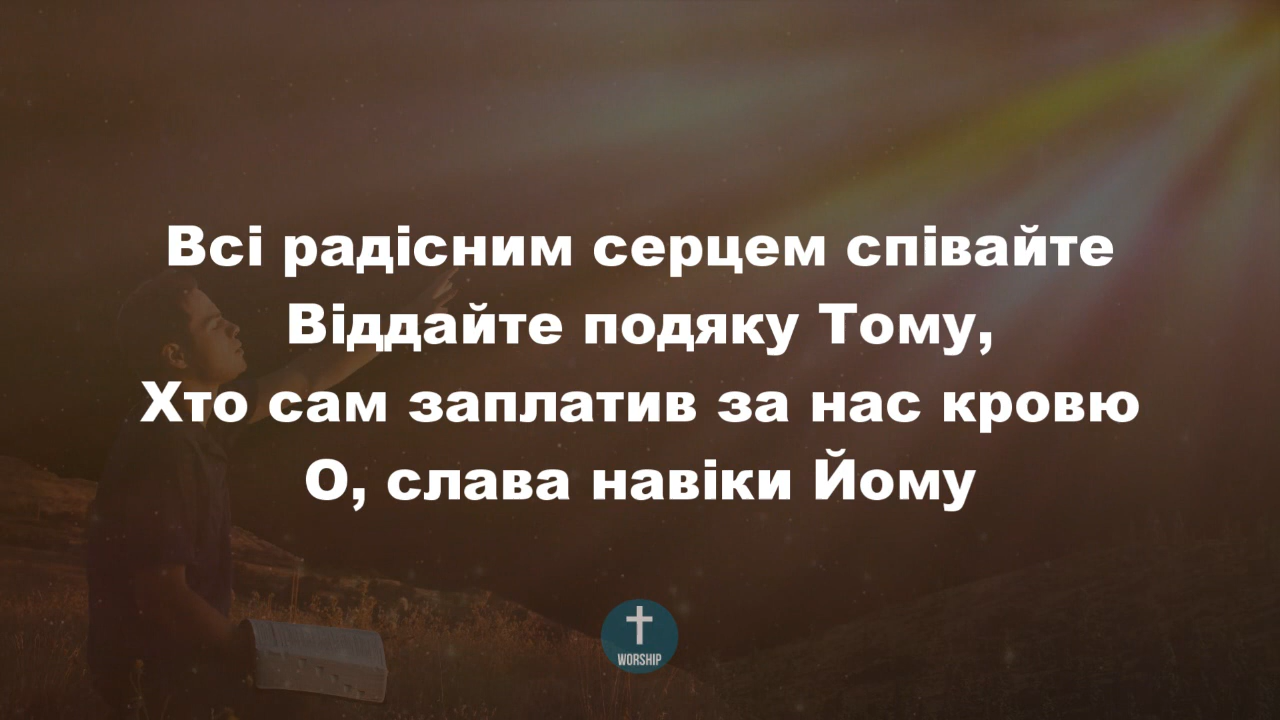 Всі радісним серцем співайте
Віддайте подяку Тому,
Хто сам заплатив за нас кровю
О, слава навіки Йому
WORSHIP